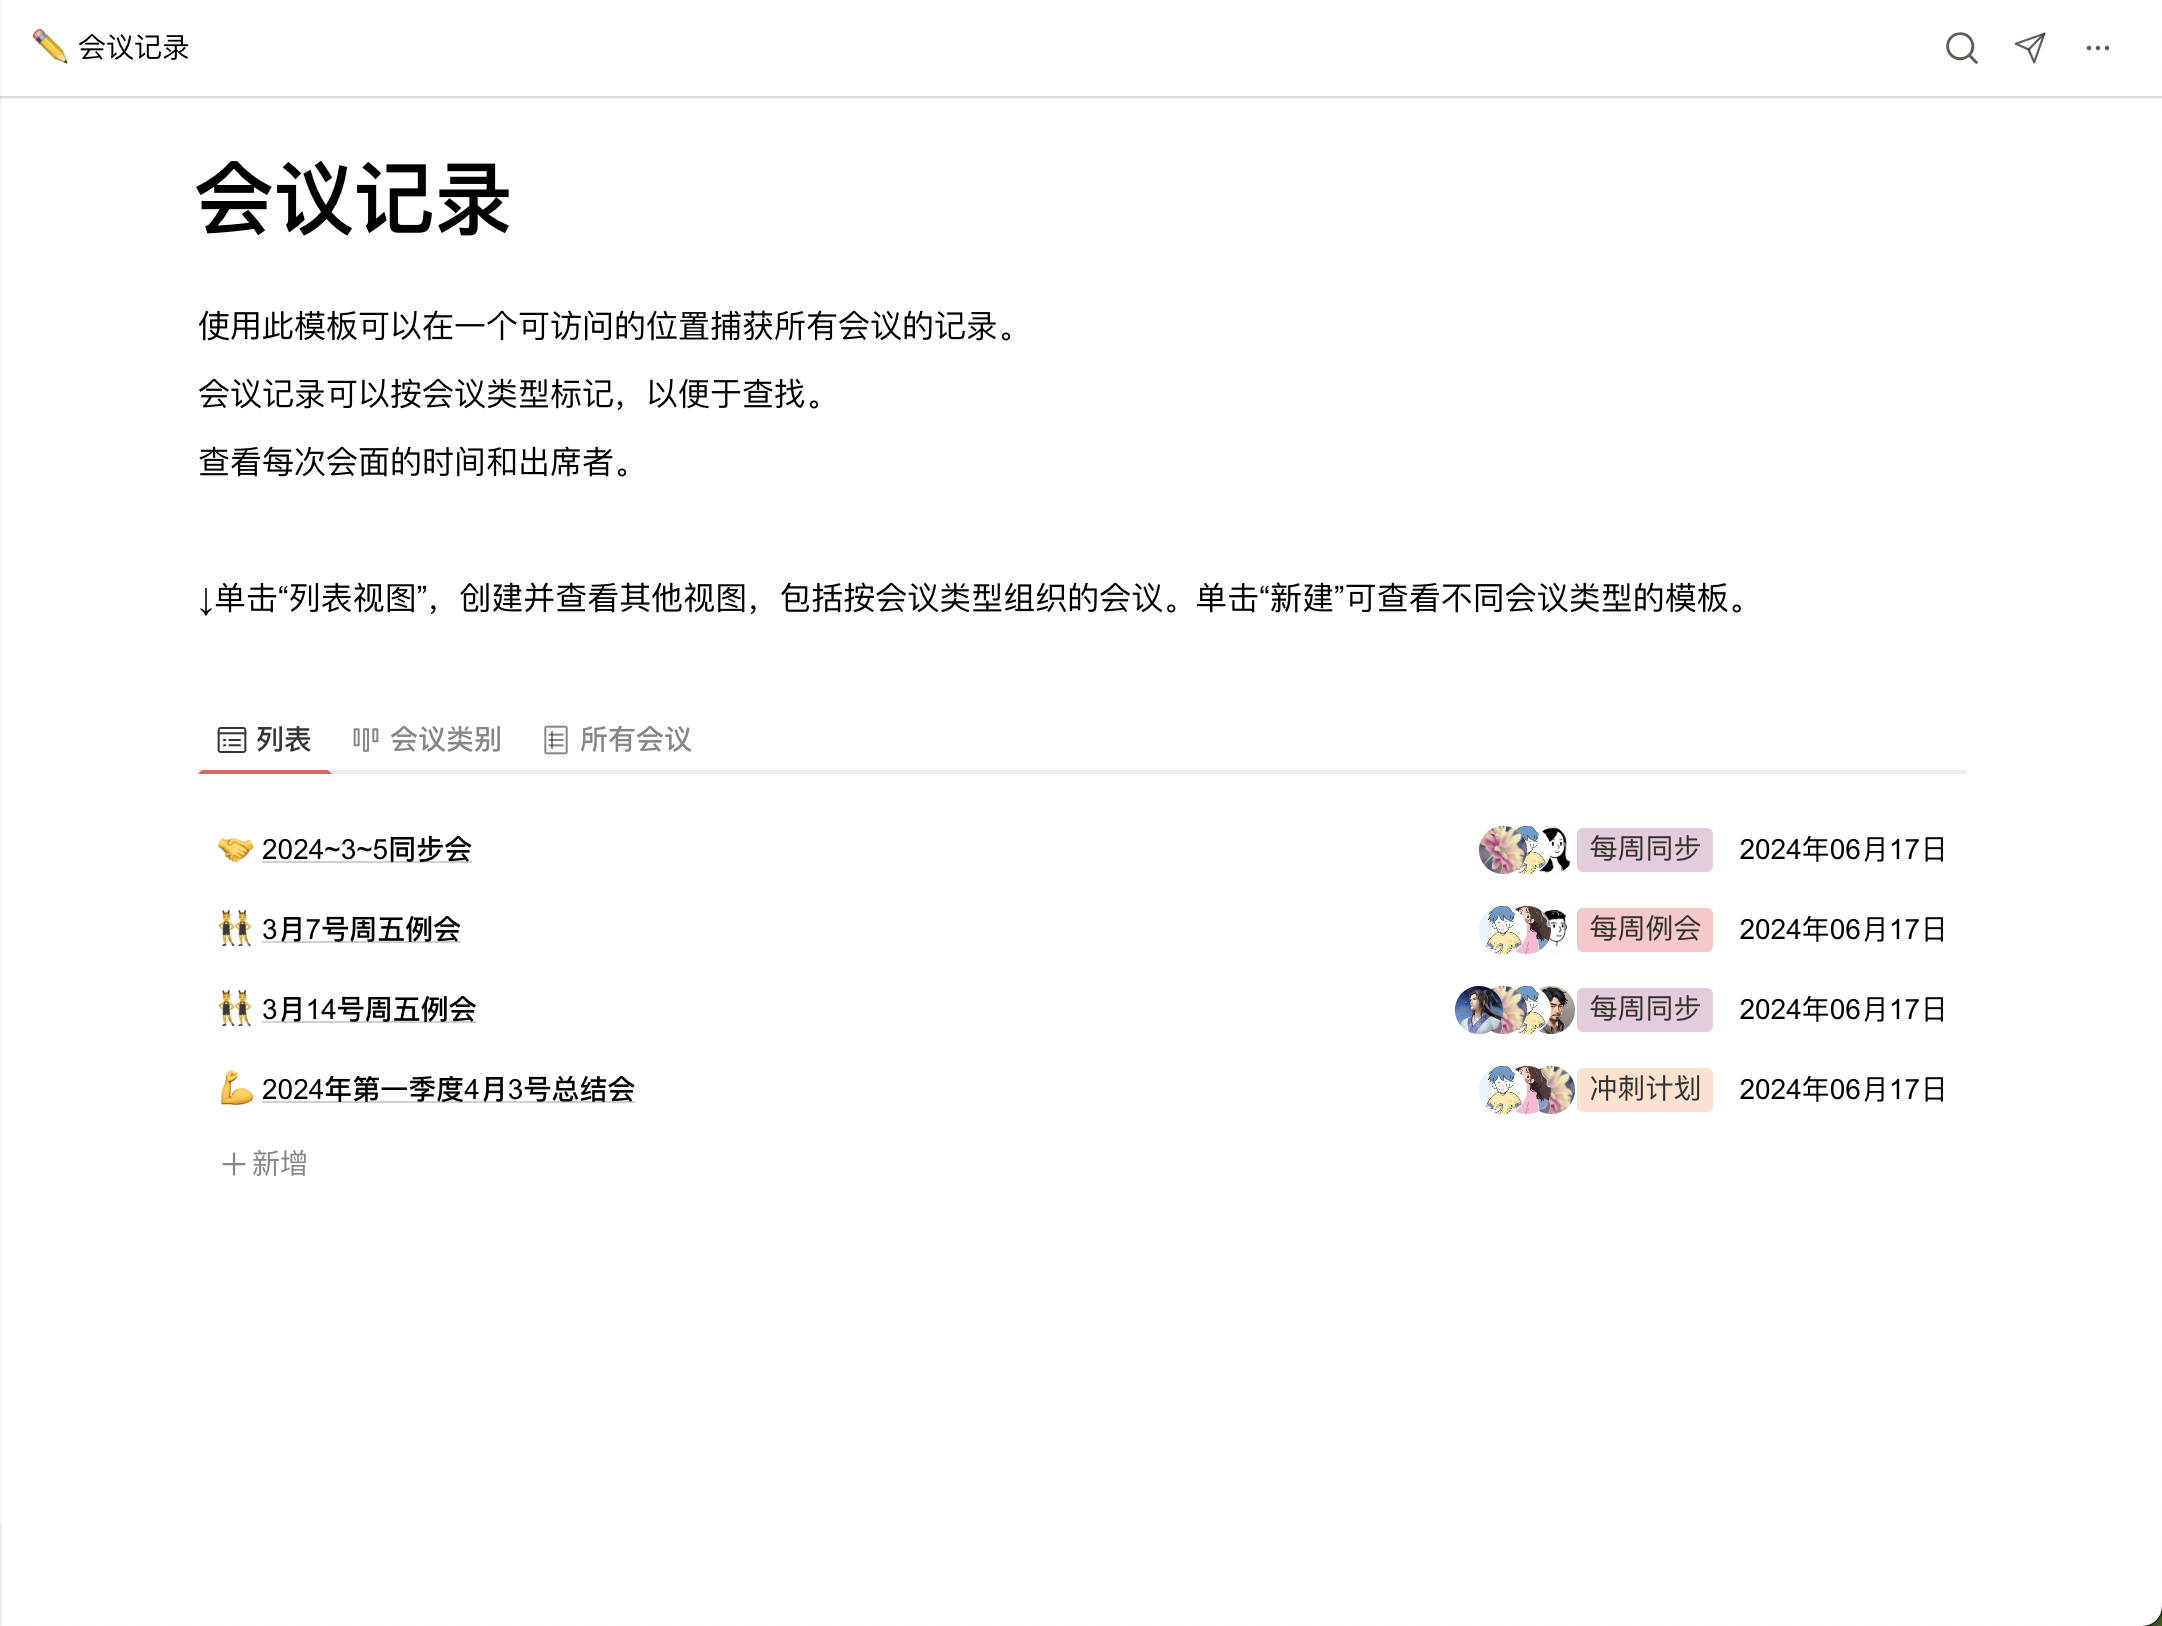 会议记录
会议记录
使用此模板可以在一个可访问的位置捕获所有会议的记录。
会议记录可以按会议类型标记，以便于查找。
查看每次会面的时间和出席者。
↓单击“列表视图”，创建并查看其他视图，包括按会议类型组织的会议。单击“新建”可查看不同会议类型的模板。
列表 会议类别 所有会议
2024~3~5同步会 每周同步 2024年06月17日
3月7号周五例会 每周例会 2024年06月17日
3月14号周五例会 每周同步 2024年06月17日
2024年第一季度4月3号总结会 冲刺计划 2024年06月17日
新增